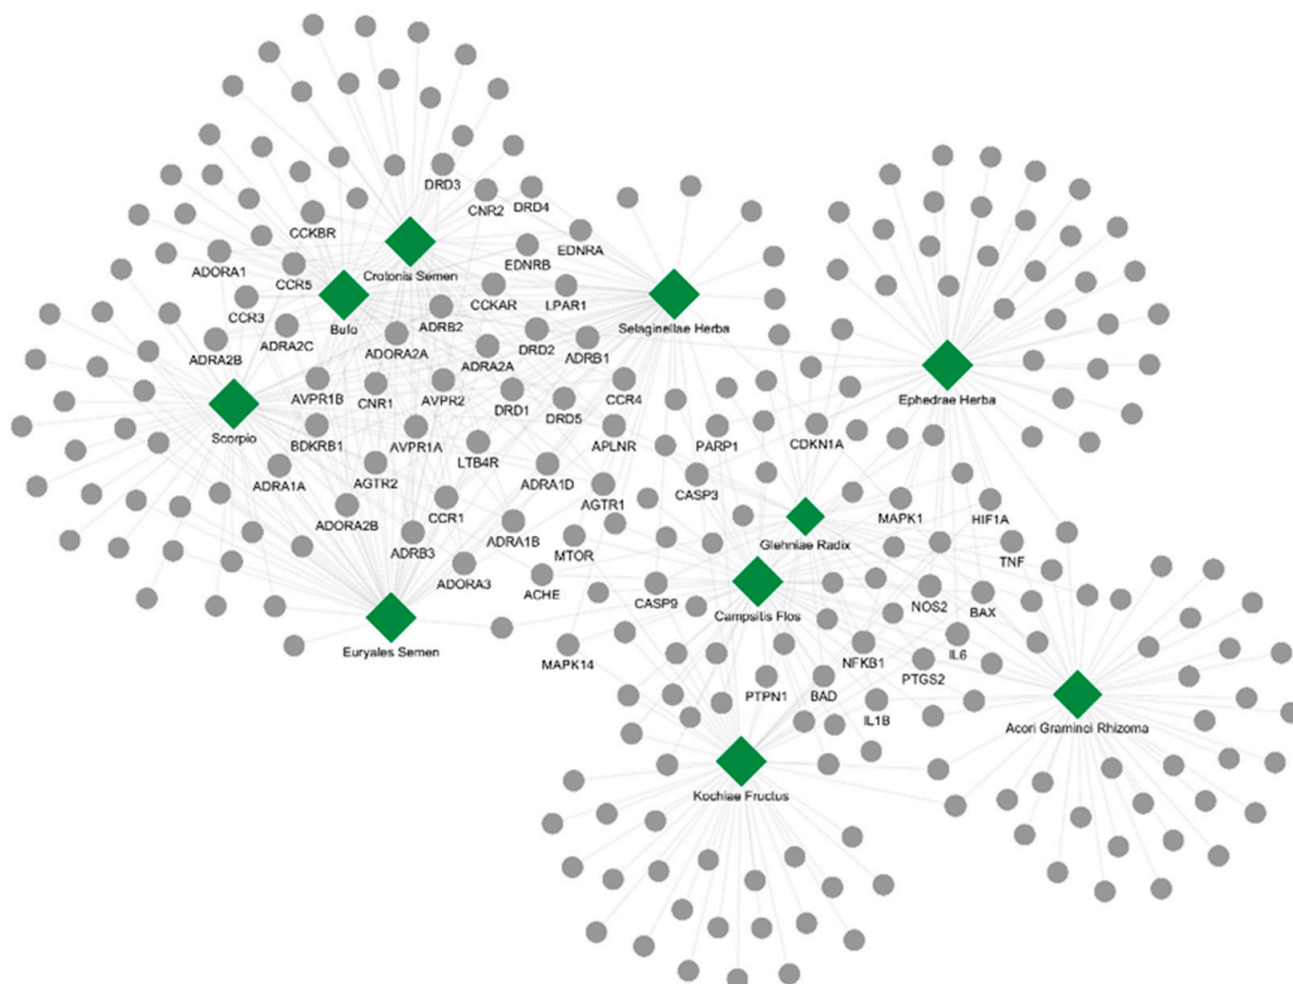 DRD3
CNR2
DRD4
CCKBR
EDNRA
EDNRB
ADORA1
Crotonis Semen
CCR5
CCKAR
LPAR1
CCR3
Bufo
ADRB2
Selaginellae Herba
ADRA2B
ADRA2C
ADORA2A
DRD2
ADRB1
ADRA2A
AVPR1B
CNR1
AVPR2
DRD1
DRD5
CCR4
Ephedrae Herba
Scorpio
BDKRB1
AVPR1A
APLNR
PARP1
CDKN1A
LTB4R
ADRA1A
AGTR2
ADRA1D
CASP3
AGTR1
ADORA2B
CCR1
MAPK1
HIF1A
ADRB3
ADRA1B
MTOR
Glehniae Radix
TNF
ADORA3
ACHE
CASP9
Campsitis Flos
NOS2
BAX
Euryales Semen
MAPK14
NFKB1
IL6
PTGS2
PTPN1
BAD
IL1B
Acori Graminci Rhizoma
Kochiae Fructus